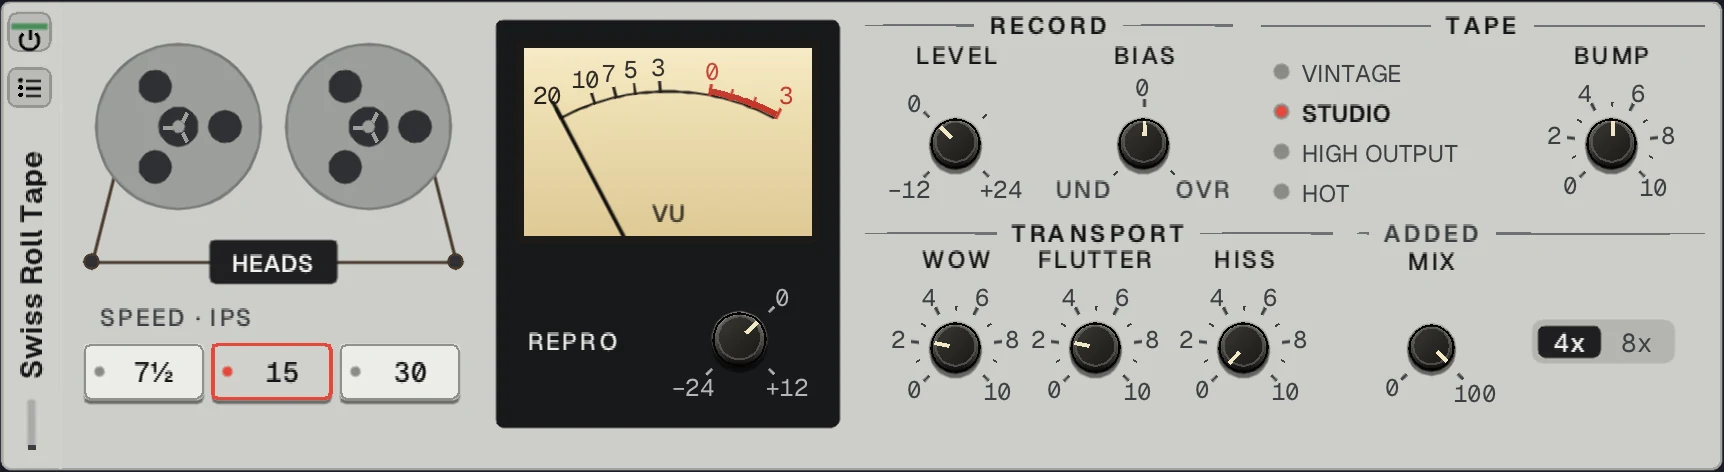 Swiss Roll Tape
HEADS
SPEED · IPS
7½ 15 30
20 10 7 5 3 0 3
VU
REPRO
0
-24 +12
RECORD
LEVEL
0
-12 +24
BIAS
0
UND OVR
TAPE
VINTAGE
STUDIO
HIGH OUTPUT
HOT
BUMP
4 6
2 8
0 10
TRANSPORT
WOW
4 6
2 8
0 10
FLUTTER
4 6
2 8
0 10
HISS
4 6
2 8
0 10
ADDED
MIX
0 100
4x 8x